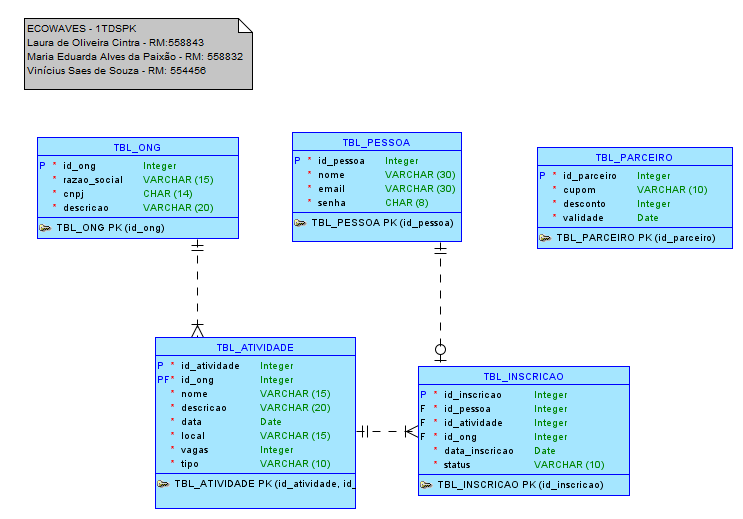 ECOWAVES - 1TDSPK
Laura de Oliveira Cintra - RM:558843
Maria Eduarda Alves da Paixão - RM: 558832
Vinícius Saes de Souza - RM: 554456
TBL_ONG
P * id_ong Integer
* razao_social VARCHAR (15)
* cnpj CHAR (14)
* descricao VARCHAR (20)
TBL_ONG PK (id_ong)
TBL_PESSOA
P * id_pessoa Integer
* nome VARCHAR (30)
* email VARCHAR (30)
* senha CHAR (8)
TBL_PESSOA PK (id_pessoa)
TBL_PARCEIRO
P * id_parceiro Integer
* cupom VARCHAR (10)
* desconto Integer
* validade Date
TBL_PARCEIRO PK (id_parceiro)
TBL_ATIVIDADE
P * id_atividade Integer
PF* id_ong Integer
* nome VARCHAR (15)
* descricao VARCHAR (20)
* data Date
* local VARCHAR (15)
* vagas Integer
* tipo VARCHAR (10)
TBL_ATIVIDADE PK (id_atividade, id_
TBL_INSCRICAO
P * id_inscricao Integer
F * id_pessoa Integer
F * id_atividade Integer
F * id_ong Integer
* data_inscricao Date
* status VARCHAR (10)
TBL_INSCRICAO PK (id_inscricao)